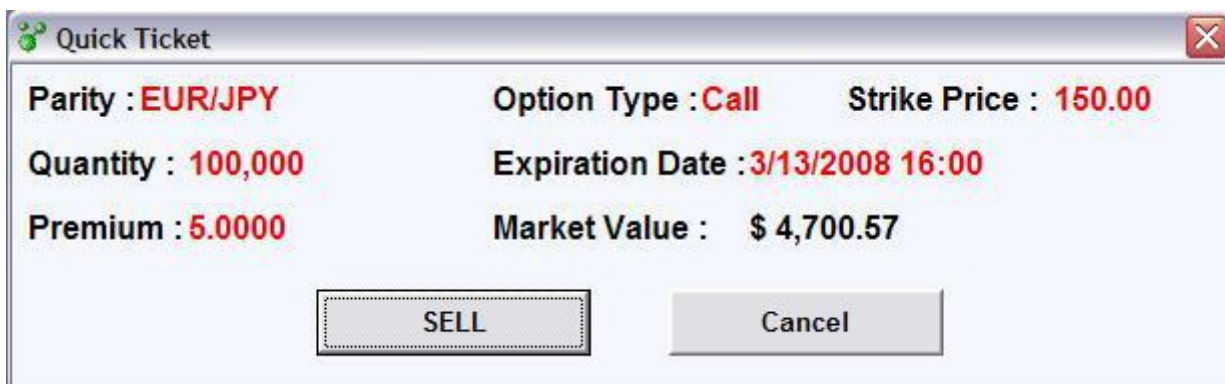 Quick Ticket
Parity : EUR/JPY Option Type : Call Strike Price : 150.00
Quantity : 100,000 Expiration Date : 3/13/2008 16:00
Premium : 5.0000 Market Value : $ 4,700.57
SELL Cancel